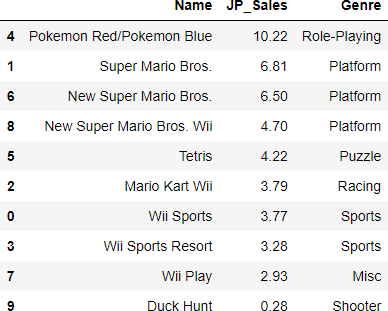 Name JP_Sales Genre
4 Pokemon Red/Pokemon Blue 10.22 Role-Playing
1 Super Mario Bros. 6.81 Platform
6 New Super Mario Bros. 6.50 Platform
8 New Super Mario Bros. Wii 4.70 Platform
5 Tetris 4.22 Puzzle
2 Mario Kart Wii 3.79 Racing
0 Wii Sports 3.77 Sports
3 Wii Sports Resort 3.28 Sports
7 Wii Play 2.93 Misc
9 Duck Hunt 0.28 Shooter